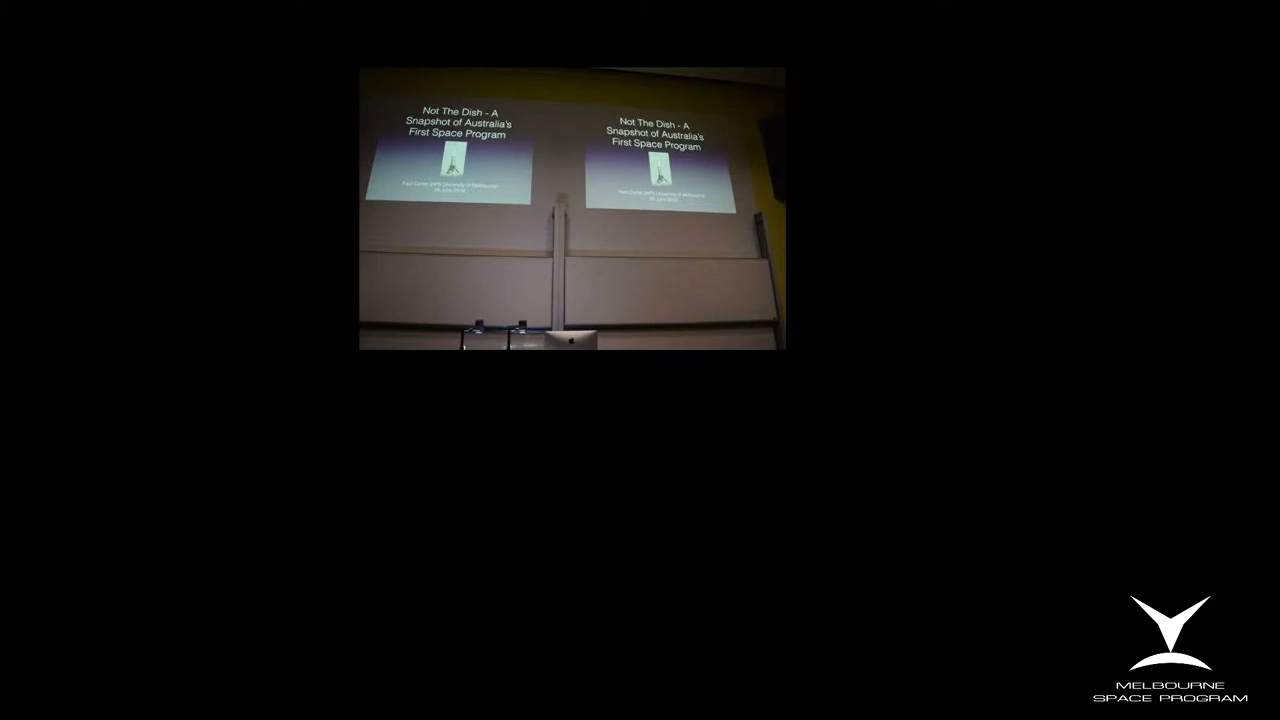 Not The Dish - A
Snapshot of Australia's
First Space Program
Not The Dish - A
Snapshot of Australia's
First Space Program
MELBOURNE
SPACE PROGRAM